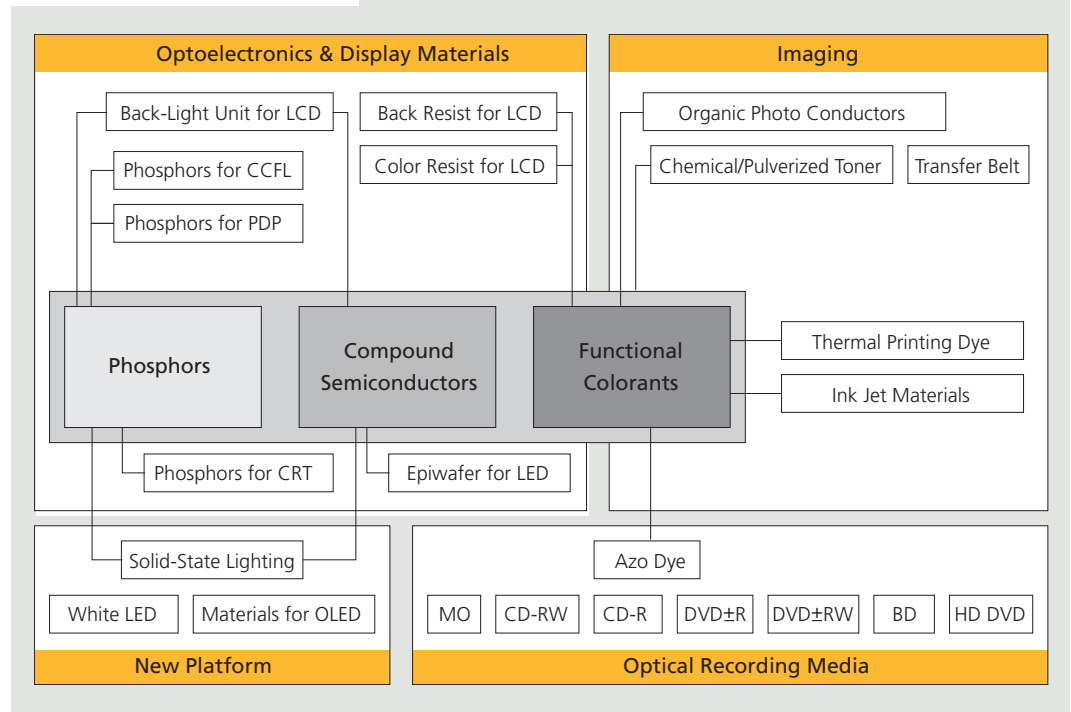 Optoelectronics & Display Materials
Back-Light Unit for LCD
Back Resist for LCD
Phosphors for CCFL
Color Resist for LCD
Phosphors for PDP
Imaging
Organic Photo Conductors
Chemical/Pulverized Toner
Transfer Belt
Phosphors
Compound
Semiconductors
Functional
Colorants
Thermal Printing Dye
Ink Jet Materials
Phosphors for CRT
Epiwafer for LED
Solid-State Lighting
White LED
Materials for OLED
New Platform
Azo Dye
MO
CD-RW
CD-R
DVD±R
DVD±RW
BD
HD DVD
Optical Recording Media